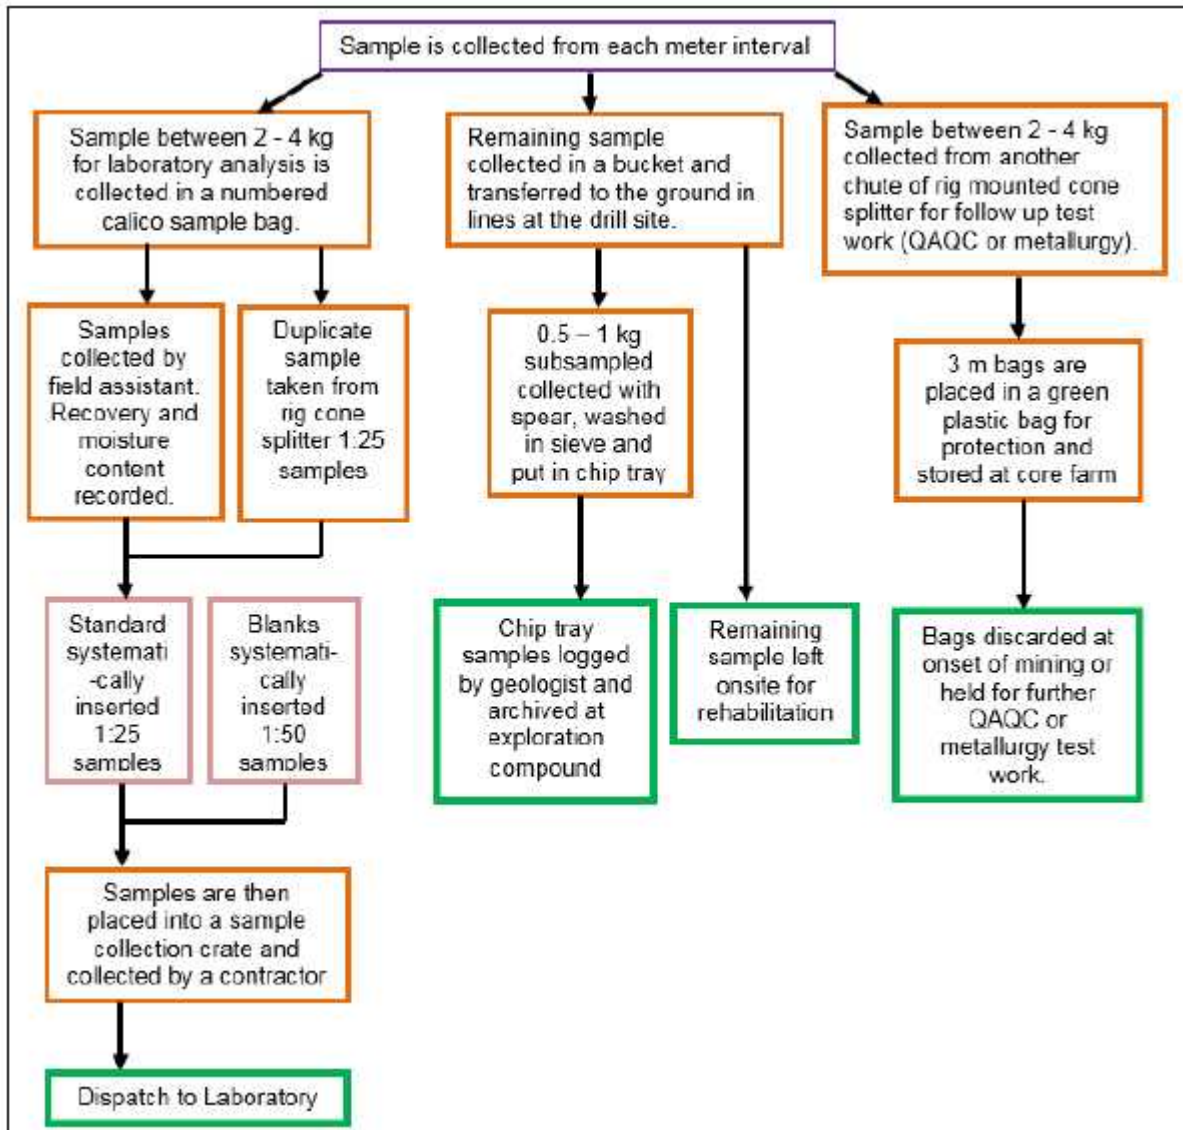 Sample is collected from each meter interval
Sample between 2 - 4 kg
for laboratory analysis is
collected in a numbered
calico sample bag.
Remaining sample
collected in a bucket and
transferred to the ground in
lines at the drill site.
Sample between 2 - 4 kg
collected from another
chute of rig mounted cone
splitter for follow up test
work (QAQC or metallurgy).
Samples
collected by
field assistant.
Recovery and
moisture
content
recorded.
Duplicate
sample
taken from
rig cone
splitter 1:25
samples
0.5 – 1 kg
subsampled
collected with
spear, washed
in sieve and
put in chip tray
3 m bags are
placed in a green
plastic bag for
protection and
stored at core farm
Standard
systemati
-cally
inserted
1:25
samples
Blanks
systemati-
cally
inserted
1:50
samples
Chip tray
samples logged
by geologist and
archived at
exploration
compound
Remaining
sample left
onsite for
rehabilitation
Bags discarded at
onset of mining or
held for further
QAQC or
metallurgy test
work.
Samples are then
placed into a sample
collection crate and
collected by a contractor
Dispatch to Laboratory